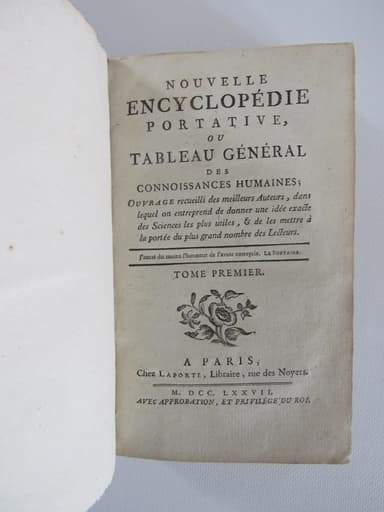 NOUVELLE
ENCYCLOPÉDIE
PORTATIVE,
OU
TABLEAU GÉNÉRAL
DES
CONNOISSANCES HUMAINES;
OUVRAGE recueilli des meilleurs Auteurs, dans
lequel on entreprend de donner une idée exacte
des Sciences les plus utiles, & de les mettre à
la portée du plus grand nombre des Lecteurs.
J'aurai du moins l'honneur de l'avoir entrepris. LA FONTAINE.
TOME PREMIER.
A PARIS,
Chez LAPORTE, Libraire, rue des Noyers.
M. DCC. LXXVII.
AVEC APPROBATION, ET PRIVILÉGE DU ROI.